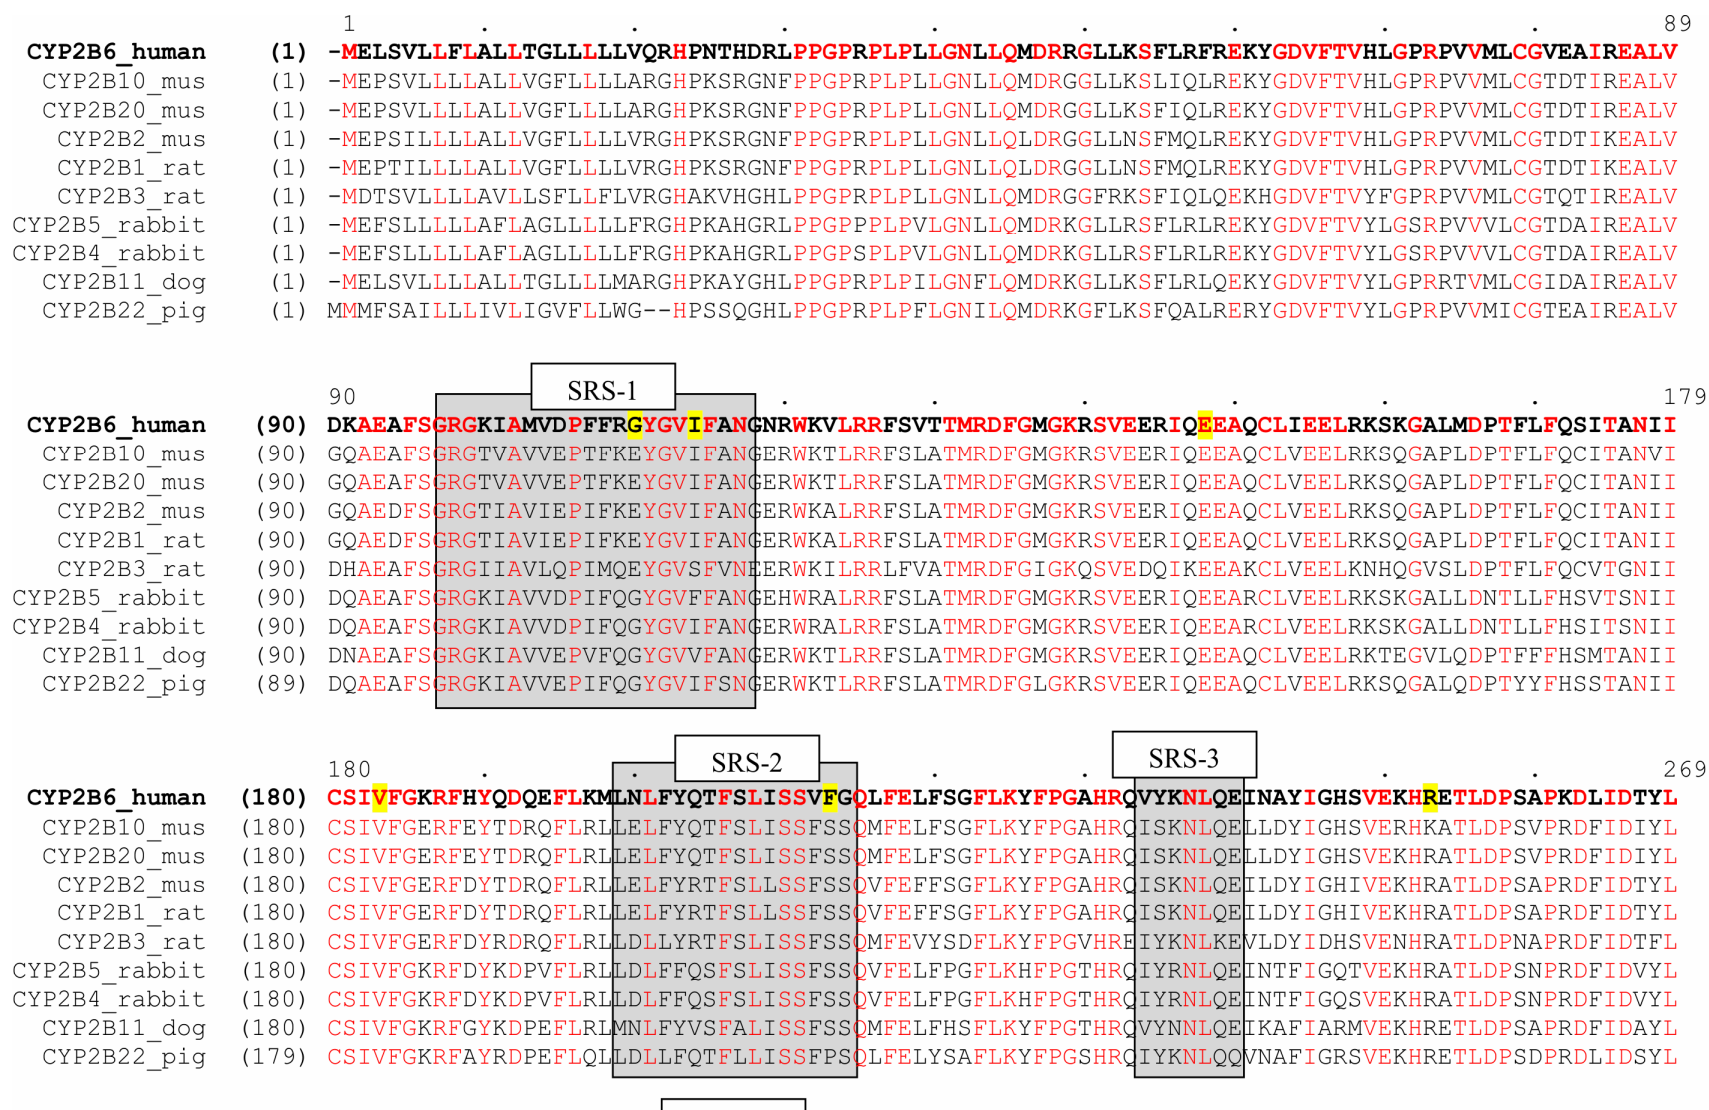 1 . . . . . . . . 89
CYP2B6_human (1) -MELSVLLFLALLTGLLLLLVQRHPNTHDRLPPGPRPLPLLGNLLQMDRRGLLKSFLRFREKYGDVFTVHLGPRPVVMLCGVEAIREALV
CYP2B10_mus (1) -MEPSVLLLLALLVGFLLLLARGHPKSRGNFPPGPRPLPLLGNLLQMDRGGLLKSLIQLREKYGDVFTVHLGPRPVVMLCGTDTIREALV
CYP2B20_mus (1) -MEPSVLLLLALLVGFLLLLARGHPKSRGNFPPGPRPLPLLGNLLQMDRGGLLKSFIQLREKYGDVFTVHLGPRPVVMLCGTDTIREALV
CYP2B2_mus (1) -MEPSILLLLALLVGFLLLLVRGHPKSRGNFPPGPRPLPLLGNLLQLDRGGLLNSFMQLREKYGDVFTVHLGPRPVVMLCGTDTIKEALV
CYP2B1_rat (1) -MEPTILLLLALLVGFLLLLVRGHPKSRGNFPPGPRPLPLLGNLLQLDRGGLLNSFMQLREKYGDVFTVHLGPRPVVMLCGTDTIKEALV
CYP2B3_rat (1) -MDTSVLLLLAVLLSFLLFLVRGHAKVHGHLPPGPRPLPLLGNLLQMDRGGFRKSFIQLQEKHGDVFTVYFGPRPVVMLCGTQTIREALV
CYP2B5_rabbit (1) -MEFSLLLLLAFLAGLLLLLFRGHPKAHGRLPPGPPPLPVLGNLLQMDRKGLLRSFLRLREKYGDVFTVYLGSRPVVVLCGTDAIREALV
CYP2B4_rabbit (1) -MEFSLLLLLAFLAGLLLLLFRGHPKAHGRLPPGPSPLPVLGNLLQMDRKGLLRSFLRLREKYGDVFTVYLGSRPVVVLCGTDAIREALV
CYP2B11_dog (1) -MELSVLLLLALLTGLLLLMARGHPKAYGHLPPGPRPLPILGNFLQMDRKGLLKSFLRLQEKYGDVFTVYLGPRRTVMLCGIDAIREALV
CYP2B22_pig (1) MMMFSAILLLIVLIGVFLLWG--HPSSQGHLPPGPRPLPFLGNILQMDRKGFLKSFQALRERYGDVFTVYLGPRPVVMICGTEAIREALV
SRS-1
90 . . . . 179
CYP2B6_human (90) DKAEAFSGRGKIAMVDPFFRGYGVIFANGNRWKVLRRFSVTTMRDFGMGKRSVEERIQEEAQCLIEELRKSKGALMDPTFLFQSITANII
CYP2B10_mus (90) GQAEAFSGRGTVAVVEPTFKEYGVIFANGERWKTLRRFSLATMRDFGMGKRSVEERIQEEAQCLVEELRKSQGAPLDPTFLFQCITANVI
CYP2B20_mus (90) GQAEAFSGRGTVAVVEPTFKEYGVIFANGERWKTLRRFSLATMRDFGMGKRSVEERIQEEAQCLVEELRKSQGAPLDPTFLFQCITANII
CYP2B2_mus (90) GQAEDFSGRGTIAVIEPIFKEYGVIFANGERWKALRRFSLATMRDFGMGKRSVEERIQEEAQCLVEELRKSQGAPLDPTFLFQCITANII
CYP2B1_rat (90) GQAEDFSGRGTIAVIEPIFKEYGVIFANGERWKALRRFSLATMRDFGMGKRSVEERIQEEAQCLVEELRKSQGAPLDPTFLFQCITANII
CYP2B3_rat (90) DHAEAFSGRGIIAVLQPIMQEYGVSFVNEERWKILRRLFVATMRDFGIGKQSVEDQIKEEAKCLVEELKNHQGVSLDPTFLFQCVTGNII
CYP2B5_rabbit (90) DQAEAFSGRGKIAVVDPIFQGYGVFFANGEHWRALRRFSLATMRDFGMGKRSVEERIQEEARCLVEELRKSKGALLDNTLLFHSVTSNII
CYP2B4_rabbit (90) DQAEAFSGRGKIAVVDPIFQGYGVIFANGERWRALRRFSLATMRDFGMGKRSVEERIQEEARCLVEELRKSKGALLDNTLLFHSITSNII
CYP2B11_dog (90) DNAEAFSGRGKIAVVEPVFQGYGVVFANGERWKTLRRFSLATMRDFGMGKRSVEERIQEEAQCLVEELRKTEGVLQDPTFFFHSMTANII
CYP2B22_pig (89) DQAEAFSGRGKIAVVEPIFQGYGVIFSNGERWKTLRRFSLATMRDFGLGKRSVEERIQEEAQCLVEELRKSQGALQDPTYYFHSSTANII
SRS-2 SRS-3
180 . . . . 269
CYP2B6_human (180) CSIVFGKRFHYQDQEFLKMLNLFYQTFSLISSVFGQLFELFSGFLKYFPGAHRQVYKNLQEINAYIGHSVEKHRETLDPSAPKDLIDTYL
CYP2B10_mus (180) CSIVFGERFEYTDRQFLRLLELFYQTFSLISSFSSQMFELFSGFLKYFPGAHRQISKNLQELLDYIGHSVERHKATLDPSVPRDFIDIYL
CYP2B20_mus (180) CSIVFGERFEYTDRQFLRLLELFYQTFSLISSFSSQMFELFSGFLKYFPGAHRQISKNLQELLDYIGHSVEKHRATLDPSVPRDFIDIYL
CYP2B2_mus (180) CSIVFGERFDYTDRQFLRLLELFYRTFSLLSSFSSQVFEFFSGFLKYFPGAHRQISKNLQEILDYIGHIVEKHRATLDPSAPRDFIDTYL
CYP2B1_rat (180) CSIVFGERFDYTDRQFLRLLELFYRTFSLLSSFSSQVFEFFSGFLKYFPGAHRQISKNLQEILDYIGHIVEKHRATLDPSAPRDFIDTYL
CYP2B3_rat (180) CSIVFGERFDYRDRQFLRLLDLLYRTFSLISSFSSQMFEVYSDFLKYFPGVHREIYKNLKEVLDYIDHSVENHRATLDPNAPRDFIDTFL
CYP2B5_rabbit (180) CSIVFGKRFDYKDPVFLRLLDLFFQSFSLISSFSSQVFELFPGFLKHFPGTHRQIYRNLQEINTFIGQTVEKHRATLDPSNPRDFIDVYL
CYP2B4_rabbit (180) CSIVFGKRFDYKDPVFLRLLDLFFQSFSLISSFSSQVFELFPGFLKHFPGTHRQIYRNLQEINTFIGQSVEKHRATLDPSNPRDFIDVYL
CYP2B11_dog (180) CSIVFGKRFGYKDPEFLRLMNLFYVSFALISSFSSQMFELFHSFLKYFPGTHRQVYNNLQEIKAFIARMVEKHRETLDPSAPRDFIDAYL
CYP2B22_pig (179) CSIVFGKRFAYRDPEFLQLLDLLFQTFLLISSFPSQLFELYSAFLKYFPGSHRQIYKNLQQVNAFIGRSVEKHRETLDPSDPRDLIDSYL